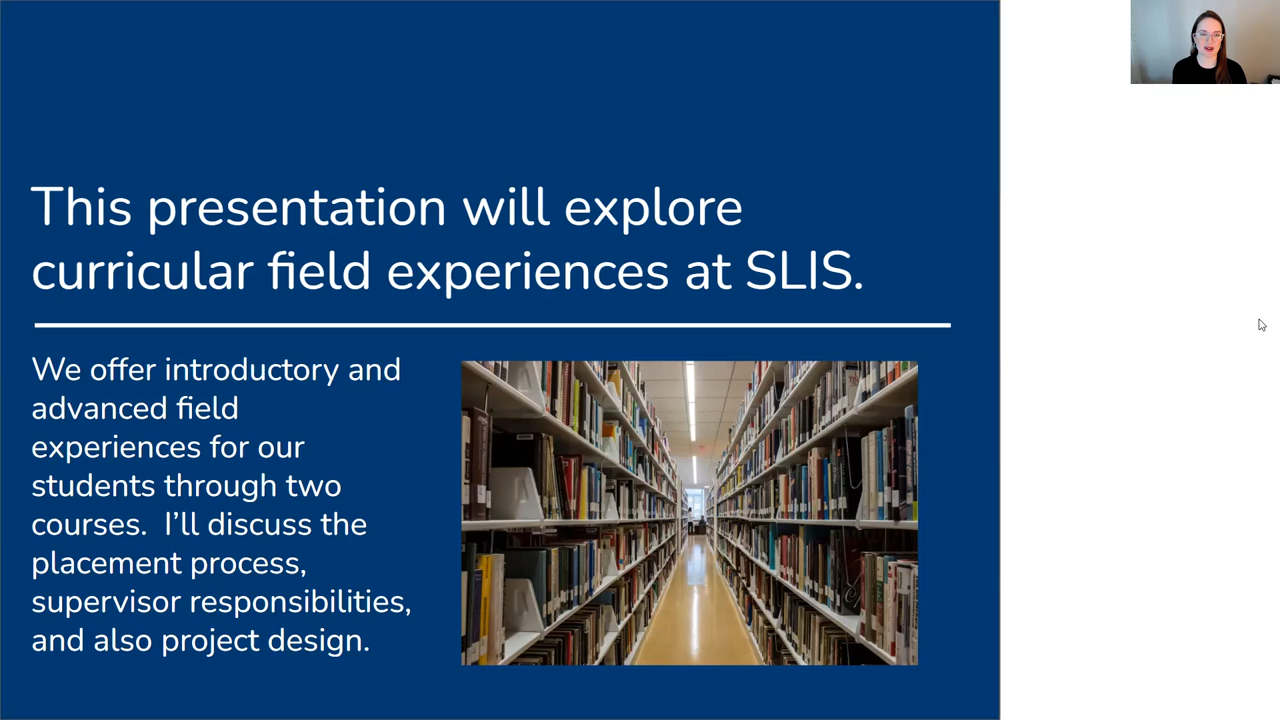 This presentation will explore
curricular field experiences at SLIS.
We offer introductory and
advanced field
experiences for our
students through two
courses.  I’ll discuss the
placement process,
supervisor responsibilities,
and also project design.